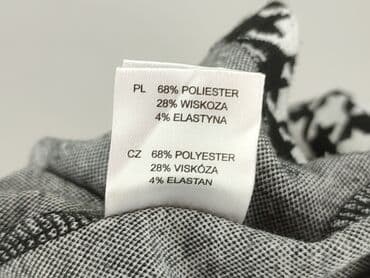 PL 68% POLIESTER
28% WISKOZA
4% ELASTYNA
CZ 68% POLYESTER
28% VISKÓZA
4% ELASTAN